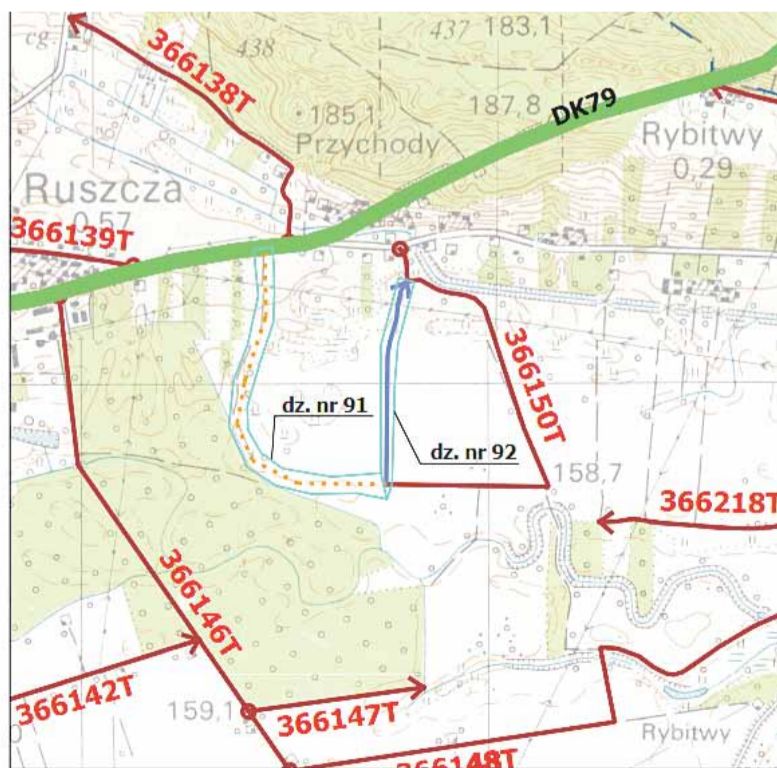 cg.
438
437
183,1
366138T
185,1
Przychody
187,8
DK79
Rybitwy
0,29
Ruszcza
0,57
366139T
366150T
dz. nr 91
dz. nr 92
158,7
366218T
366146T
366142T
159,1
366147T
Rybitwy
366148T